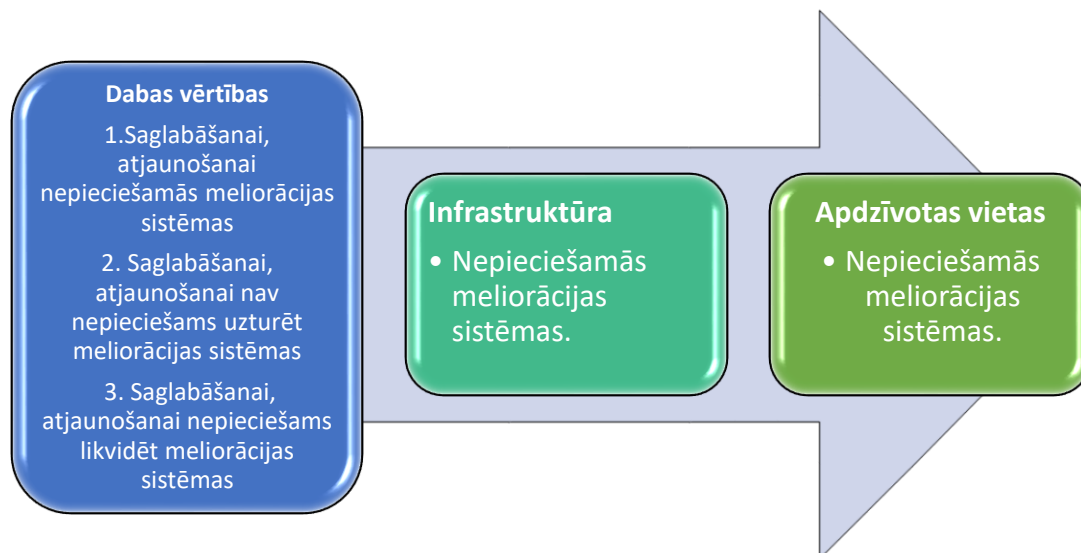 Dabas vērtības
1.Saglabāšanai,
atjaunošanai
nepieciešamās meliorācijas
sistēmas
2. Saglabāšanai,
atjaunošanai nav
nepieciešams uzturēt
meliorācijas sistēmas
3. Saglabāšanai,
atjaunošanai nepieciešams
likvidēt meliorācijas
sistēmas
Infrastruktūra
• Nepieciešamās
meliorācijas
sistēmas.
Apdzīvotas vietas
• Nepieciešamās
meliorācijas
sistēmas.